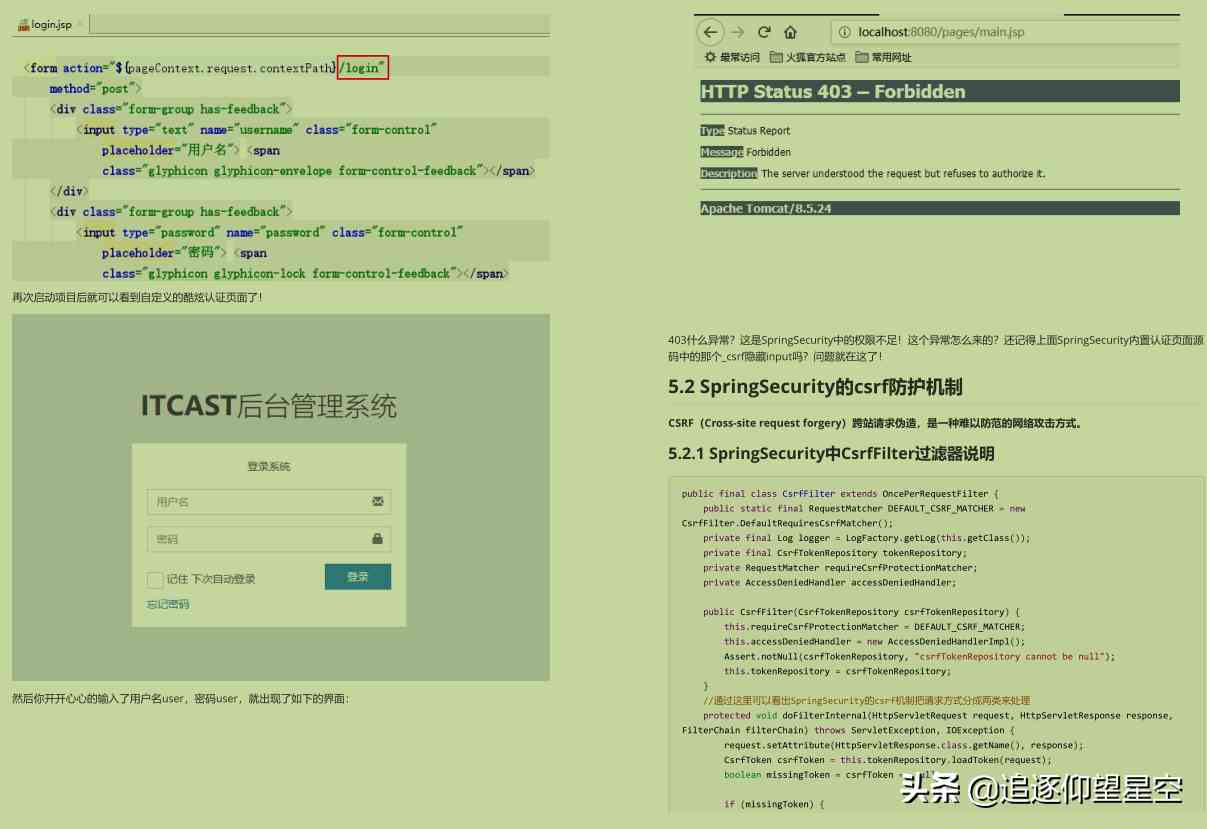 login.jsp
<form action="${pageContext.request.contextPath}/login"
method="post">
<div class="form-group has-feedback">
<input type="text" name="username" class="form-control"
placeholder="用户名"> <span
class="glyphicon glyphicon-envelope form-control-feedback"></span>
</div>
<div class="form-group has-feedback">
<input type="password" name="password" class="form-control"
placeholder="密码"> <span
class="glyphicon glyphicon-lock form-control-feedback"></span>
再次启动项目后就可以看到自定义的酷炫认证页面了!
ITCAST后台管理系统
登录系统
用户名
密码
记住 下次自动登录
登录
忘记密码
然后你开开心心的输入了用户名user，密码user，就出现了如下的界面：
localhost:8080/pages/main.jsp
最常访问 火狐官方站点 常用网址
HTTP Status 403 – Forbidden
Type Status Report
Message Forbidden
Description The server understood the request but refuses to authorize it.
Apache Tomcat/8.5.24
403什么异常？这是SpringSecurity中的权限不足！这个异常怎么来的？还记得上面SpringSecurity内置认证页面源
码中的那个_csrf隐藏input吗？问题就在这了！
5.2 SpringSecurity的csrf防护机制
CSRF（Cross-site request forgery）跨站请求伪造，是一种难以防范的网络攻击方式。
5.2.1 SpringSecurity中CsrfFilter过滤器说明
public final class CsrfFilter extends OncePerRequestFilter {
public static final RequestMatcher DEFAULT_CSRF_MATCHER = new
CsrfFilter.DefaultRequiresCsrfMatcher();
private final Log logger = LogFactory.getLog(this.getClass());
private final CsrfTokenRepository tokenRepository;
private RequestMatcher requireCsrfProtectionMatcher;
private AccessDeniedHandler accessDeniedHandler;
public CsrfFilter(CsrfTokenRepository csrfTokenRepository) {
this.requireCsrfProtectionMatcher = DEFAULT_CSRF_MATCHER;
this.accessDeniedHandler = new AccessDeniedHandlerImpl();
Assert.notNull(csrfTokenRepository, "csrfTokenRepository cannot be null");
this.tokenRepository = csrfTokenRepository;
}
//通过这里可以看出SpringSecurity的csrf机制把请求方式分成两类来处理
protected void doFilterInternal(HttpServletRequest request, HttpServletResponse response,
FilterChain filterChain) throws ServletException, IOException {
request.setAttribute(HttpServletResponse.class.getName(), response);
CsrfToken csrfToken = this.tokenRepository.loadToken(request);
boolean missingToken = csrfToken
if (missingToken) {
头条 @追逐仰望星空